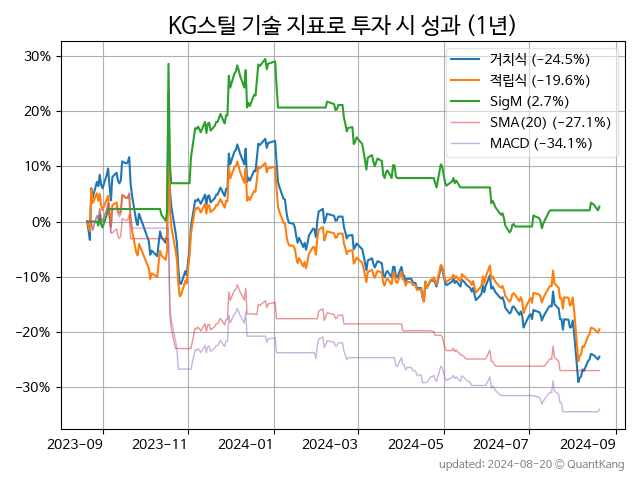 KG스틸 기술 지표로 투자 시 성과 (1년)
30%
20%
10%
0%
−10%
−20%
−30%
거치식 (−24.5%)
적립식 (−19.6%)
SigM (2.7%)
SMA(20) (−27.1%)
MACD (−34.1%)
2023-09 2023-11 2024-01 2024-03 2024-05 2024-07 2024-09
updated: 2024-08-20 © QuantKang